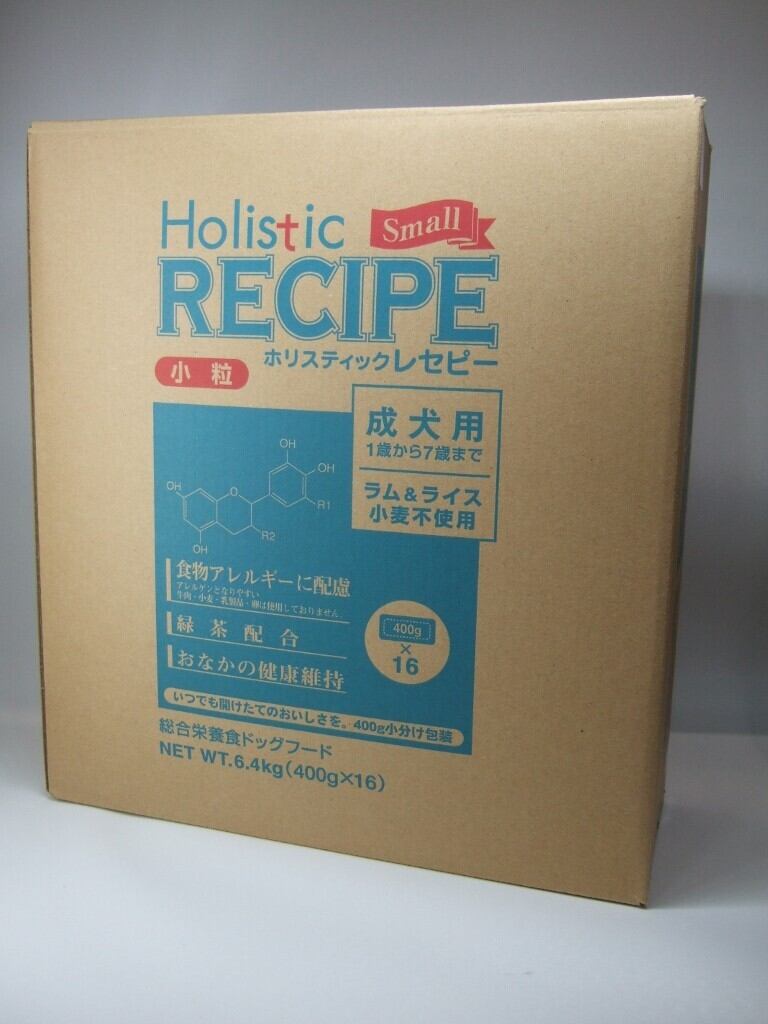 Holistic
Small
RECIPE
ホリスティックレセピー
小粒
成犬用
1歳から7歳まで
ラム&ライス
小麦不使用
OH
OH
OH
O
R1
R2
OH
食物アレルギーに配慮
アレルゲンとなりやすい
牛肉・小麦・乳製品・卵は使用しておりません
緑茶配合
おなかの健康維持
400g
×
16
いつでも開けたてのおいしさを。400g小分け包装
総合栄養食ドッグフード
NET WT.6.4kg(400g×16)